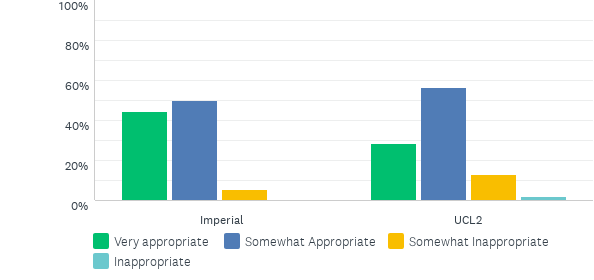 100%
80%
60%
40%
20%
0%
Imperial
UCL2
Very appropriate
Somewhat Appropriate
Somewhat Inappropriate
Inappropriate